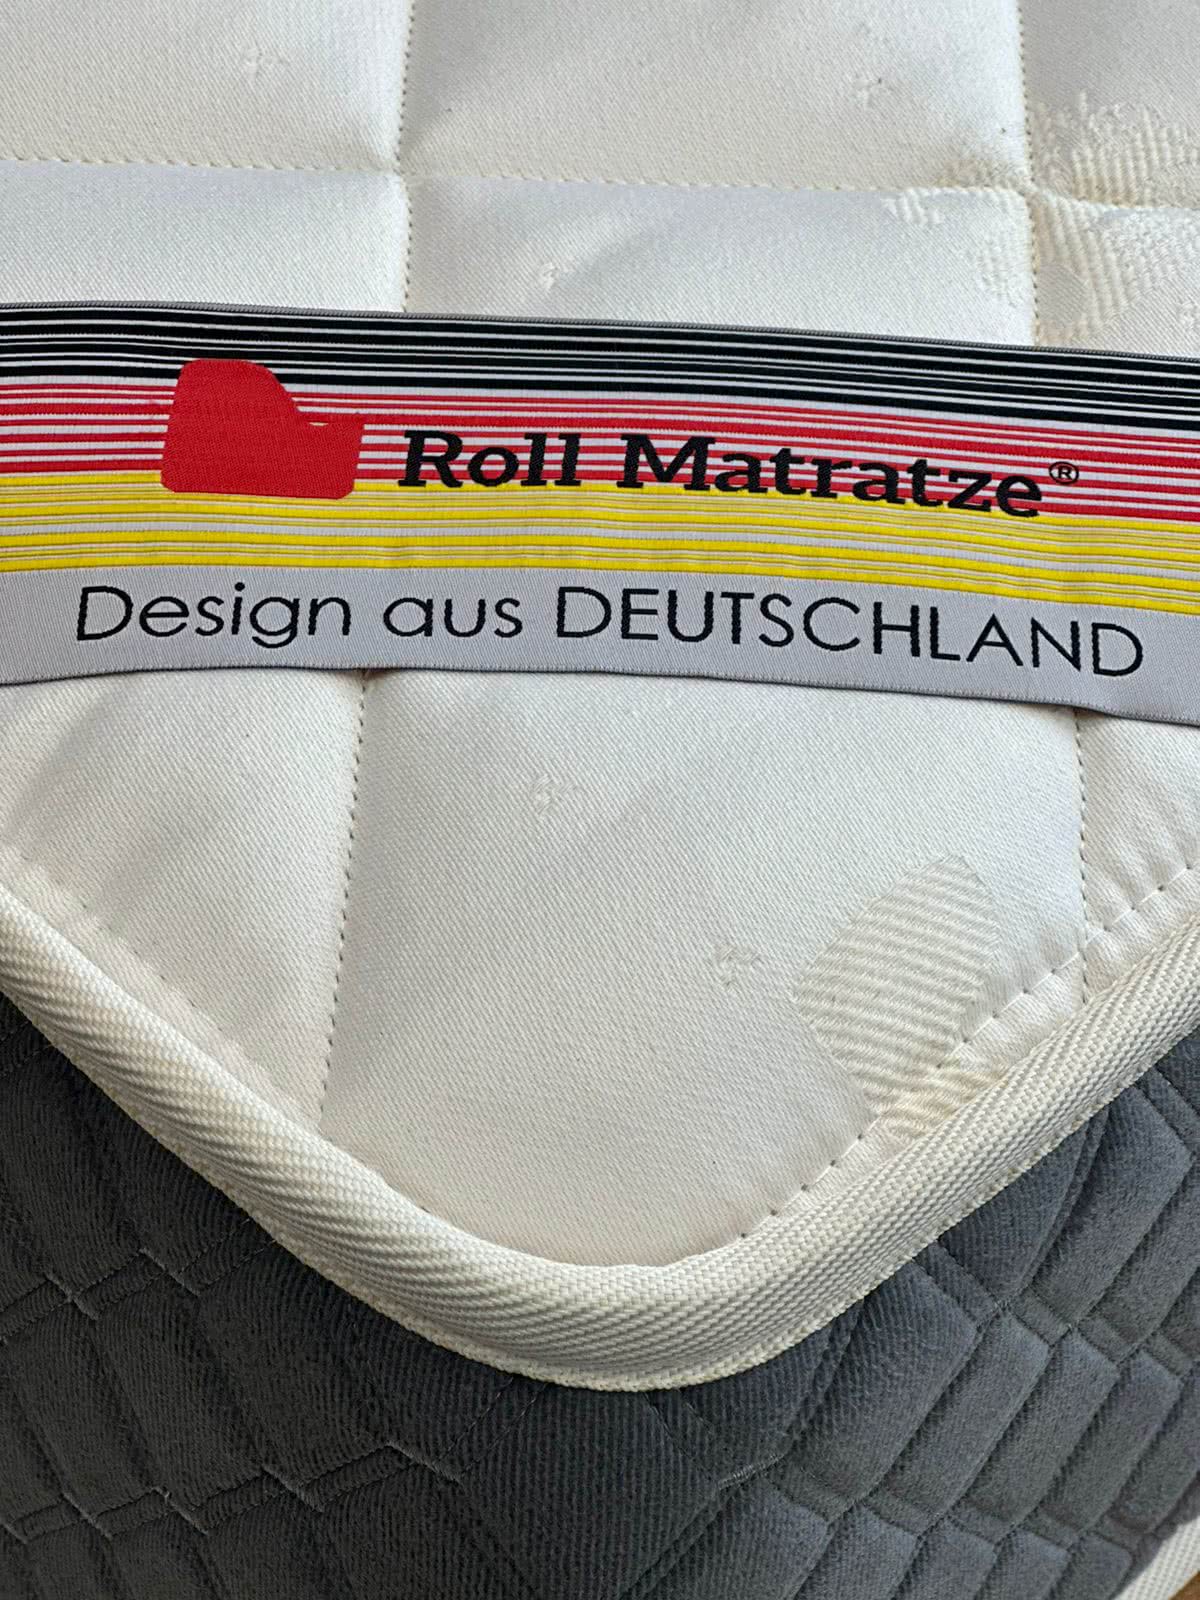 Roll Matratze®
Design aus DEUTSCHLAND